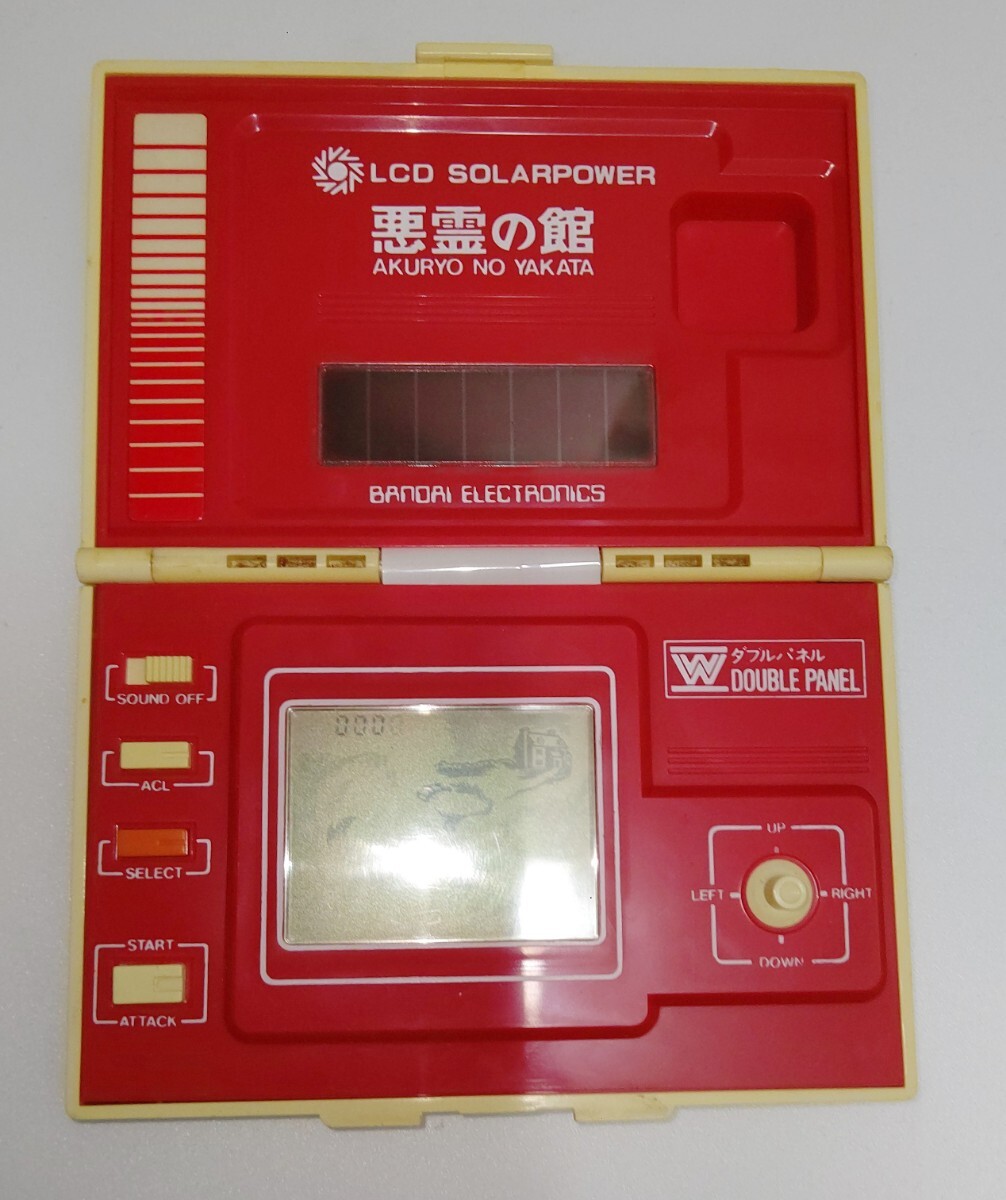 LCD SOLARPOWER
悪霊の館
AKURYO NO YAKATA
BANDAI ELECTRONICS
SOUND OFF
ACL
SELECT
START
ATTACK
000
W ダブルパネル
DOUBLE PANEL
UP
LEFT
RIGHT
DOWN